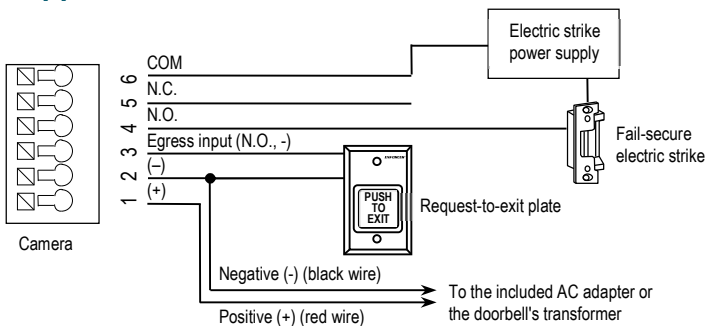 Electric strike
power supply
COM
6
N.C.
5
N.O.
4
Egress input (N.O., -)
3
(–)
2
(+)
1
Camera
ENFORCER
PUSH
TO
EXIT
Request-to-exit plate
Fail-secure
electric strike
Negative (-) (black wire)
Positive (+) (red wire)
To the included AC adapter or
the doorbell's transformer